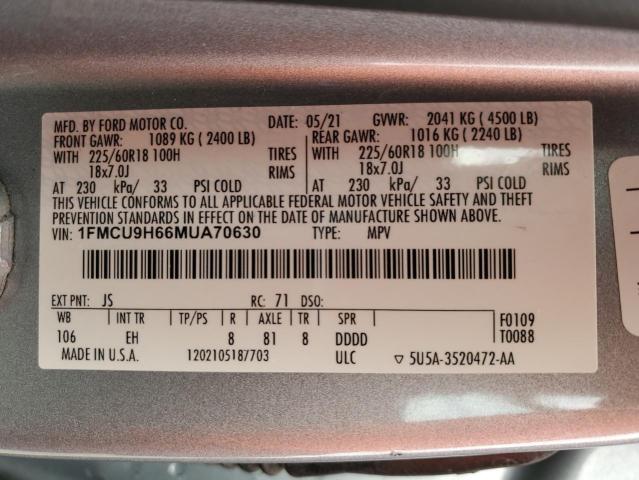 MFD. BY FORD MOTOR CO. DATE: 05/21 GVWR: 2041 KG ( 4500 LB)
FRONT GAWR: 1089 KG ( 2400 LB) REAR GAWR: 1016 KG ( 2240 LB)
WITH 225/60R18 100H TIRES WITH 225/60R18 100H TIRES
18x7.0J RIMS 18x7.0J RIMS
AT 230 kPa/ 33 PSI COLD AT 230 kPa/ 33 PSI COLD
THIS VEHICLE CONFORMS TO ALL APPLICABLE FEDERAL MOTOR VEHICLE SAFETY AND THEFT
PREVENTION STANDARDS IN EFFECT ON THE DATE OF MANUFACTURE SHOWN ABOVE.
VIN: 1FMCU9H66MUA70630 TYPE: MPV
EXT PNT: JS RC: 71 DSO:
WB INT TR TP/PS R AXLE TR SPR F0109
106 EH 8 81 8 DDDD T0088
MADE IN U.S.A. 1202105187703 ULC ▽ 5U5A-3520472-AA